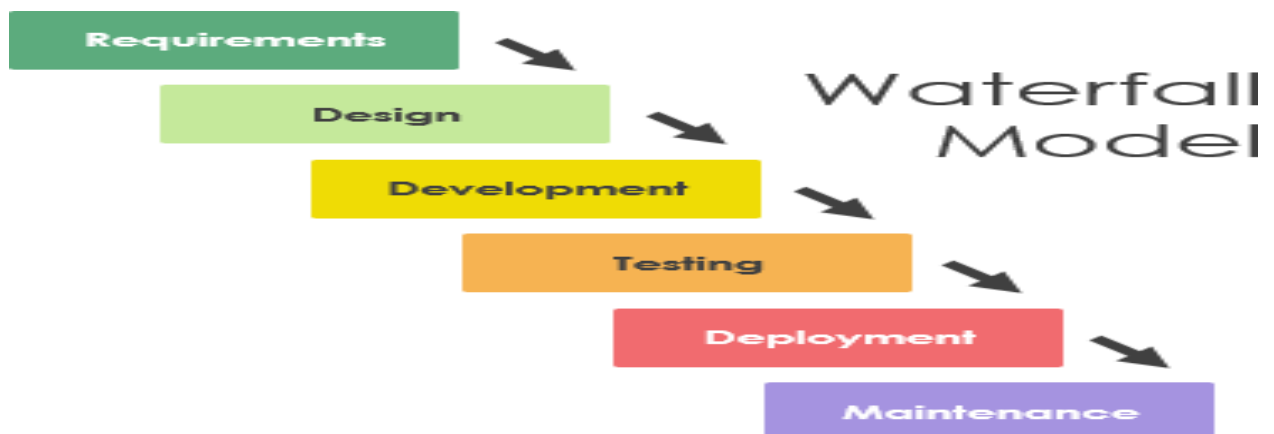 Requirements
Design
Waterfall
Model
Development
Testing
Deployment
Maintenance